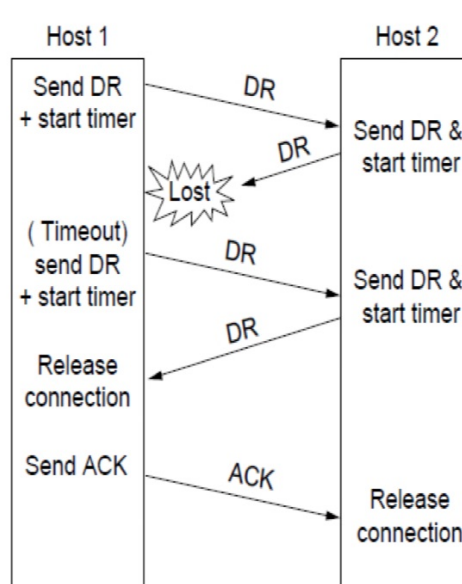 Host 1
Host 2
Send DR
+ start timer
DR
Send DR &
start timer
DR
Lost
( Timeout)
send DR
+ start timer
DR
Send DR &
start timer
DR
Release
connection
Send ACK
ACK
Release
connection